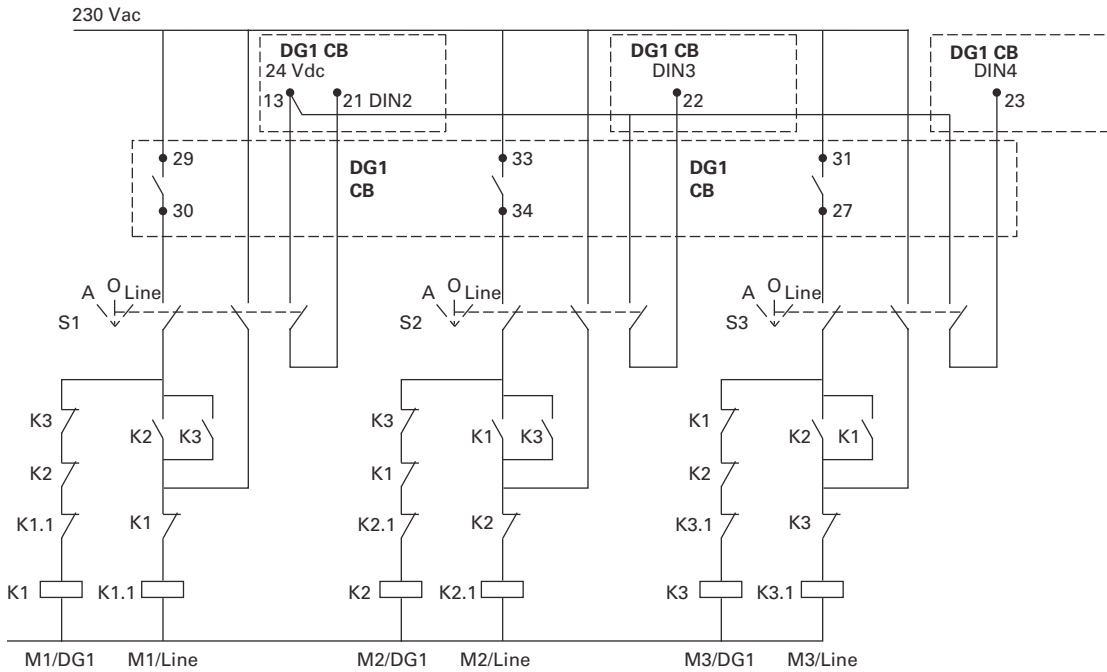 230 Vac
DG1 CB
24 Vdc
13
21 DIN2
DG1 CB
DIN3
22
DG1 CB
DIN4
23
29
30
DG1
CB
33
34
DG1
CB
31
27
A O Line
S1
A O Line
S2
A O Line
S3
K3
K2
K3
K3
K1
K3
K1
K2
K1
K2
K1
K2
K1.1
K1
K2.1
K2
K3.1
K3
K1
K1.1
K2
K2.1
K3
K3.1
M1/DG1
M1/Line
M2/DG1
M2/Line
M3/DG1
M3/Line